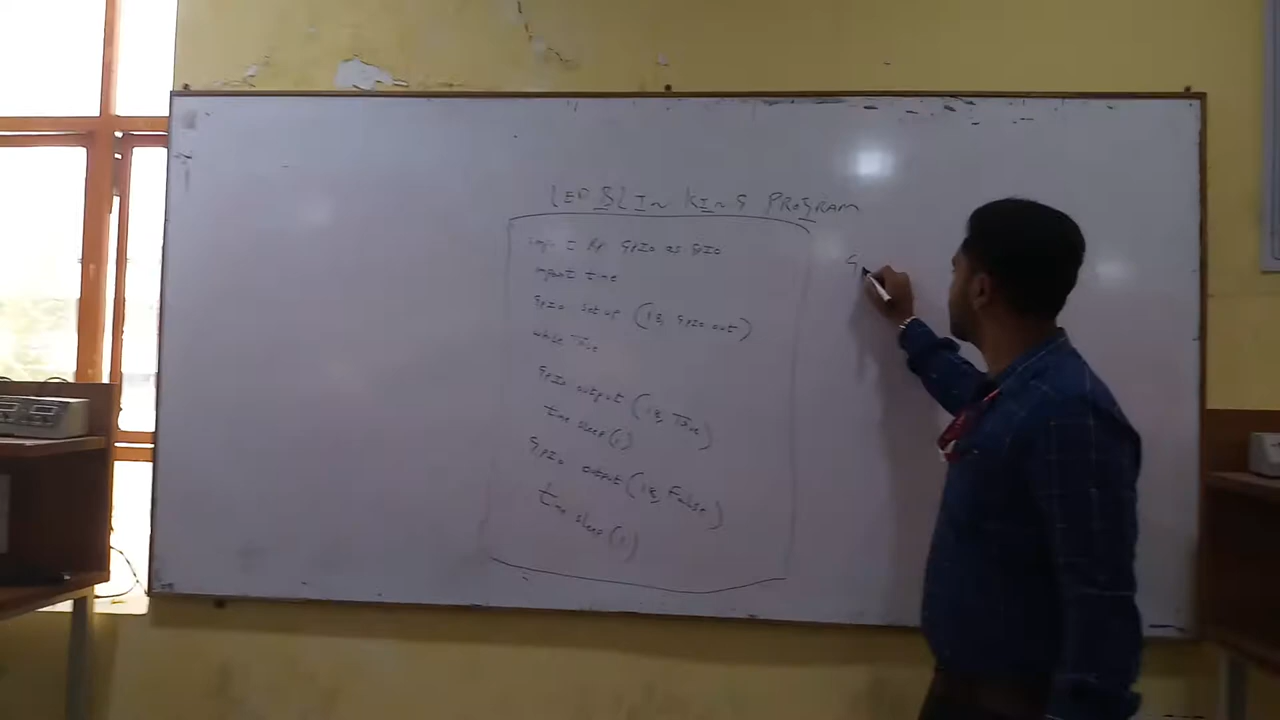 LED BLINKING PROGRAM
import RPi GPIO as GPIO
import time
GPIO setup (18, GPIO out)
while True
GPIO output (18, True)
time sleep (1)
GPIO output (18, False)
time sleep (1)
G